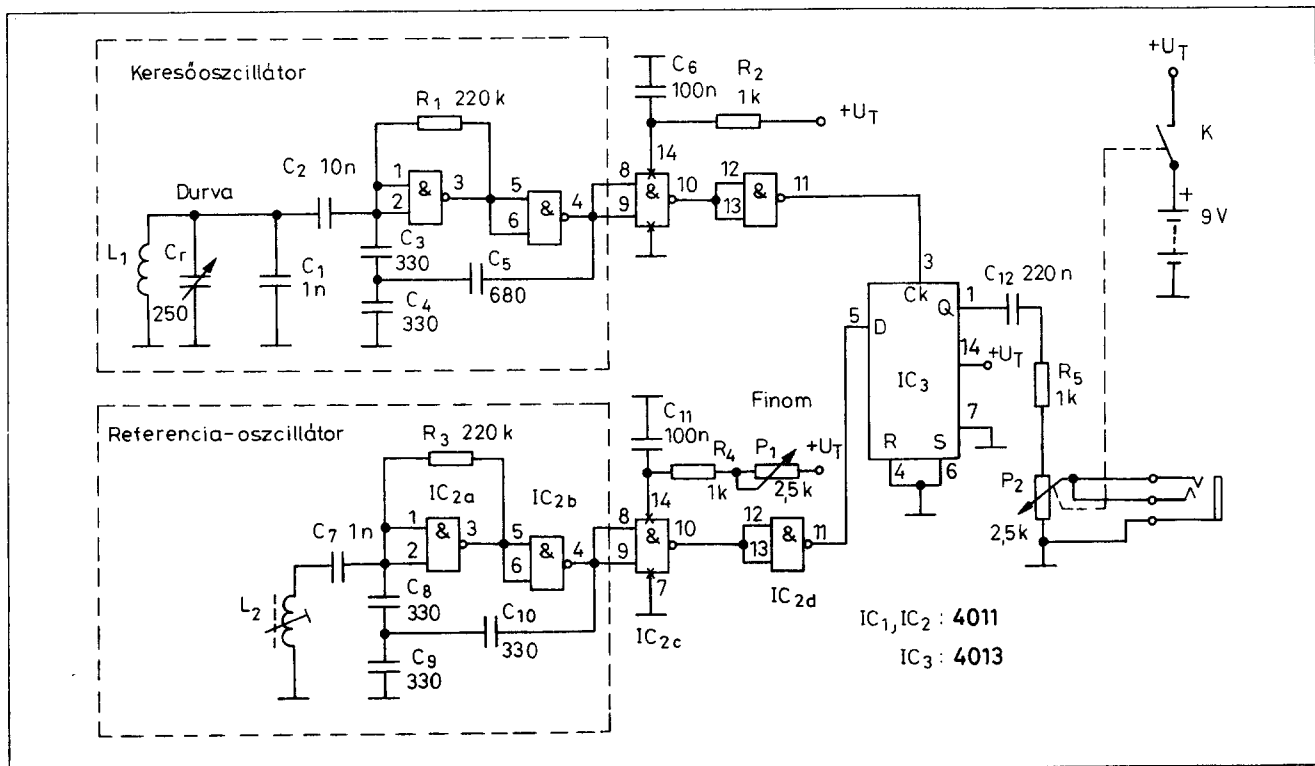 Keresőoszcillátor
R1 220 k
C2 10n
Durva
1
2
&
3
5
6
&
4
L1
Cr
250
C1
1n
C3
330
C4
330
C5
680
C6
100n
R2
1k
+UT
14
8
9
&
10
12
13
&
11
3
Ck
5
D
Q
1
C12 220 n
14
+UT
IC3
7
R
S
4
6
R5
1k
P2
2,5k
+UT
K
+
9V
Referencia-oszcillátor
R3 220 k
IC2a
IC2b
C7 1n
1
2
&
3
5
6
&
4
L2
C8
330
C9
330
C10
330
C11
100n
Finom
R4
1k
P1
2,5 k
+UT
14
8
9
&
10
7
IC2c
12
13
&
11
IC2d
IC1, IC2 : 4011
IC3 : 4013